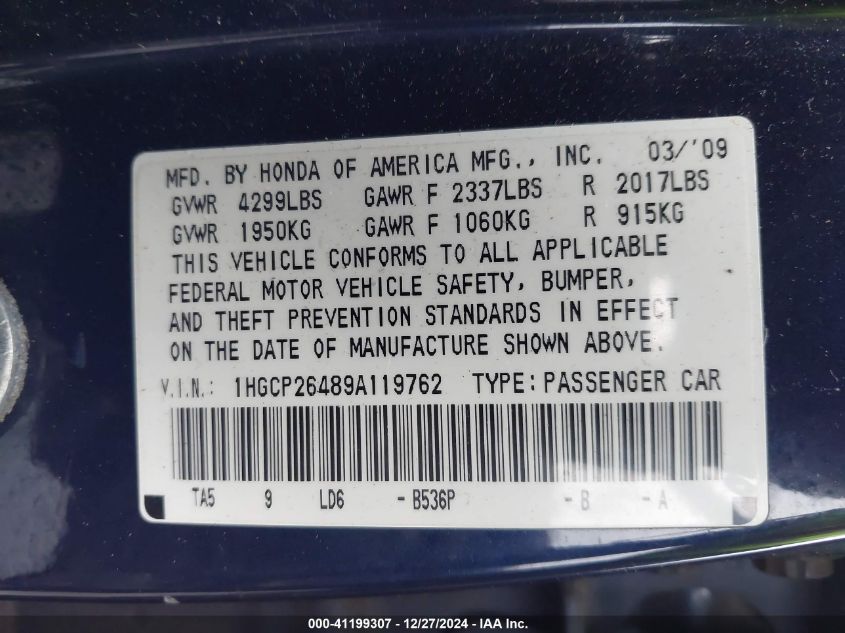 MFD. BY HONDA OF AMERICA MFG., INC. 03/'09
GVWR 4299LBS GAWR F 2337LBS R 2017LBS
GVWR 1950KG GAWR F 1060KG R 915KG
THIS VEHICLE CONFORMS TO ALL APPLICABLE
FEDERAL MOTOR VEHICLE SAFETY, BUMPER,
AND THEFT PREVENTION STANDARDS IN EFFECT
ON THE DATE OF MANUFACTURE SHOWN ABOVE.
V.I.N.: 1HGCP26489A119762 TYPE: PASSENGER CAR
TA5 9 LD6 -B536P -B -A
000-41199307 - 12/27/2024 - IAA Inc.